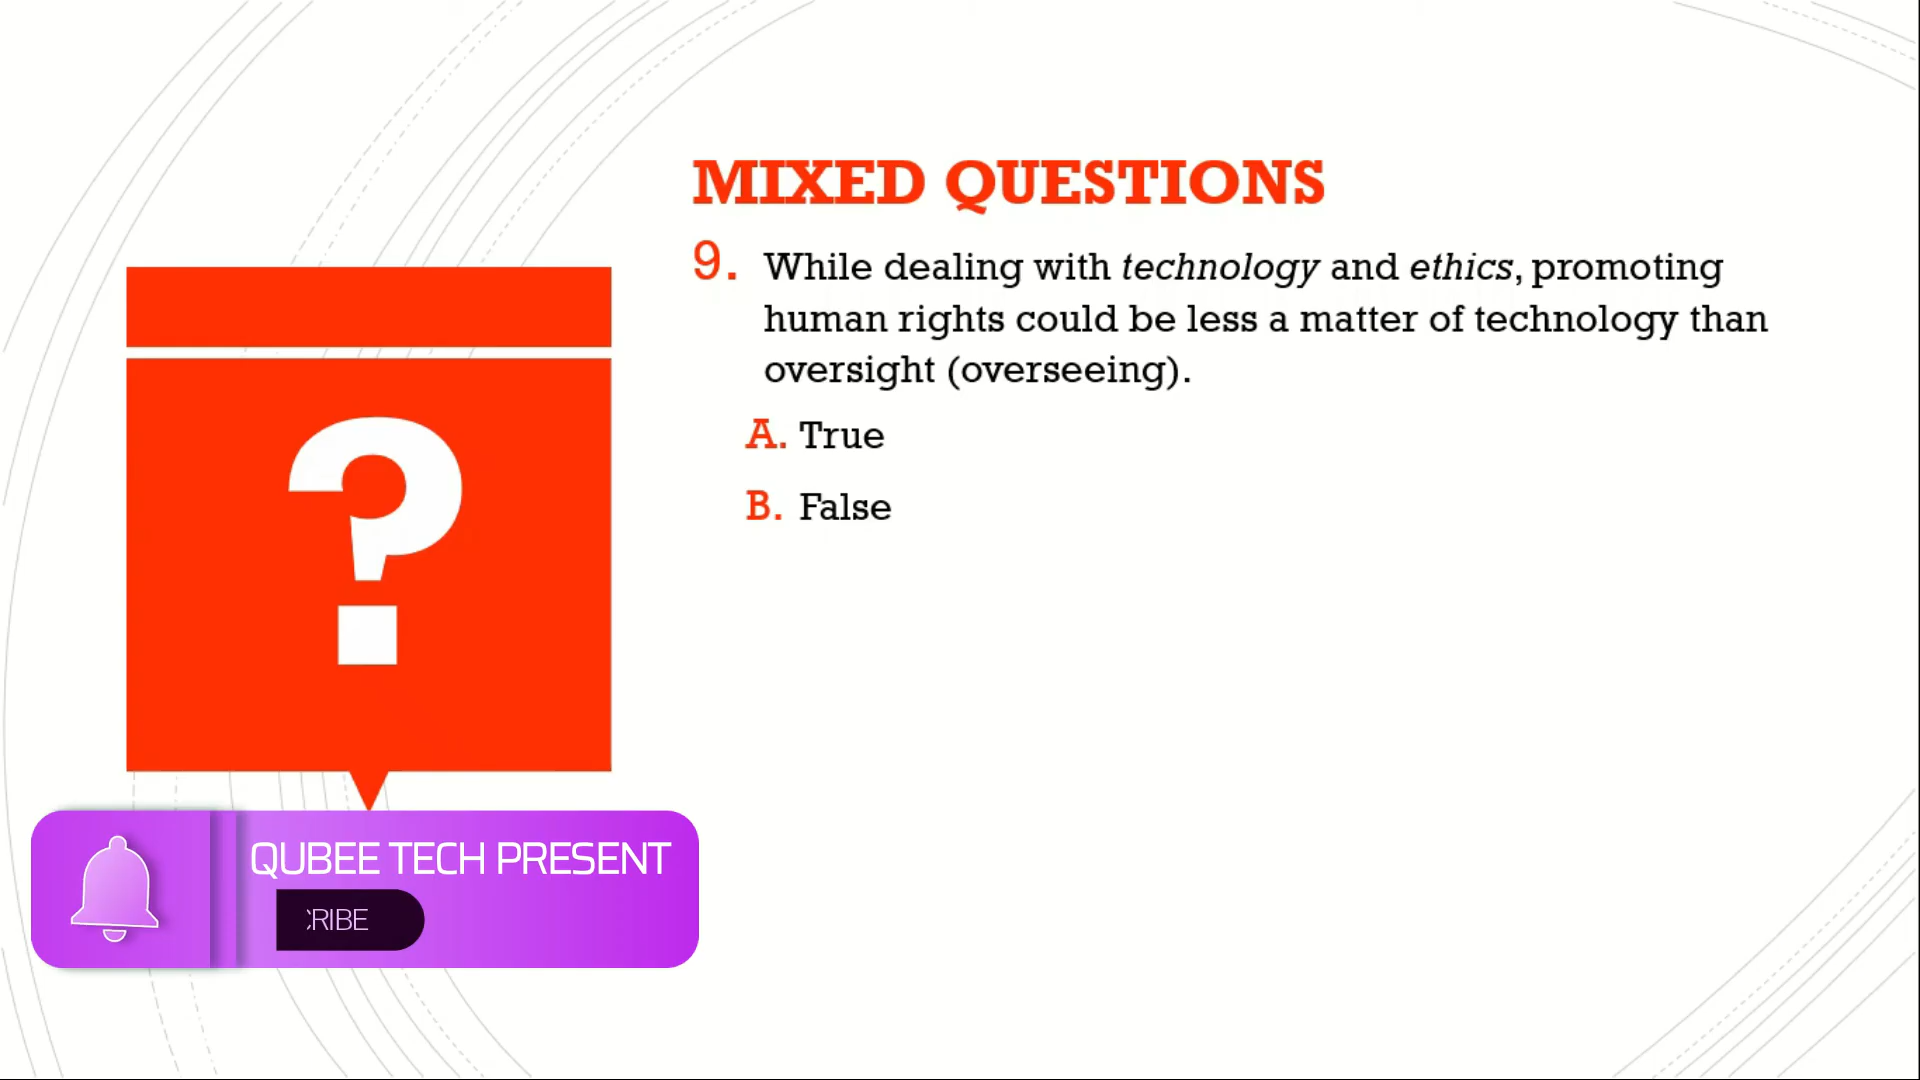 MIXED QUESTIONS
9. While dealing with technology and ethics, promoting
human rights could be less a matter of technology than
oversight (overseeing).
A. True
B. False
?
QUBEE TECH PRESENT
RIBE